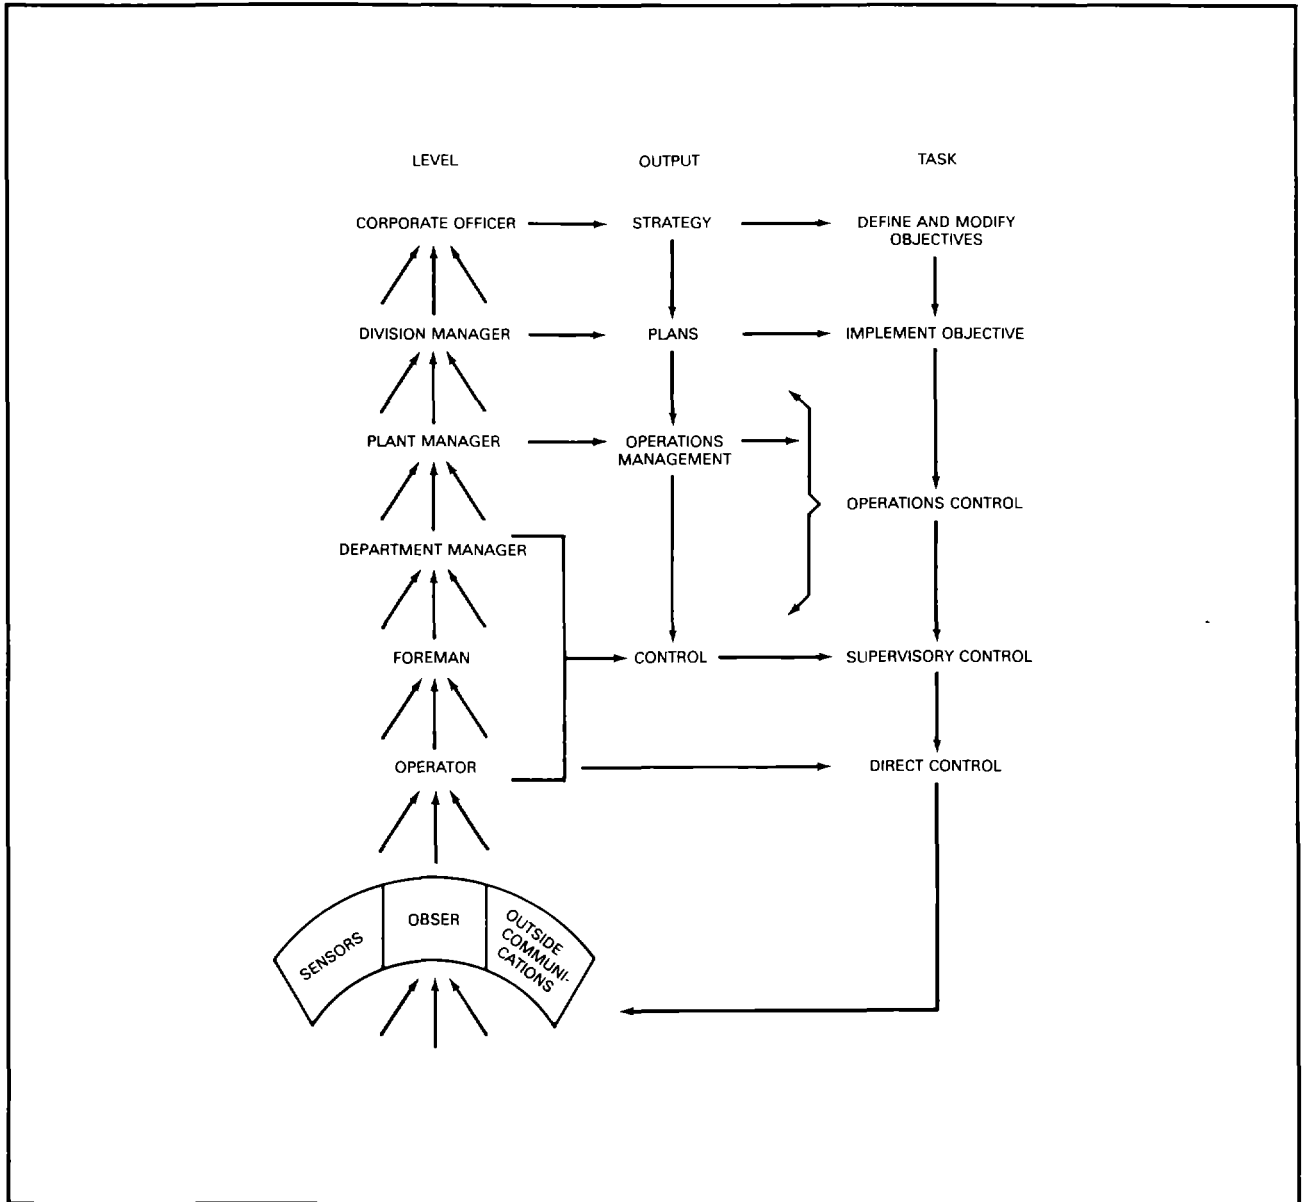 LEVEL OUTPUT TASK
CORPORATE OFFICER STRATEGY DEFINE AND MODIFY
OBJECTIVES
DIVISION MANAGER PLANS IMPLEMENT OBJECTIVE
PLANT MANAGER OPERATIONS
MANAGEMENT
OPERATIONS CONTROL
DEPARTMENT MANAGER
FOREMAN CONTROL SUPERVISORY CONTROL
OPERATOR DIRECT CONTROL
SENSORS
OBSER
OUTSIDE
COMMUNI-
CATIONS